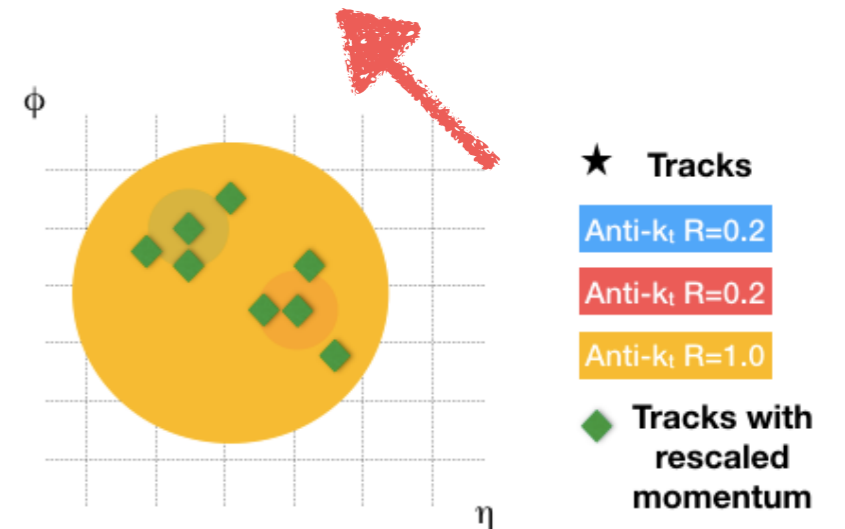 ϕ
Tracks
Anti-kₜ R=0.2
Anti-kₜ R=0.2
Anti-kₜ R=1.0
Tracks with
rescaled
momentum
η